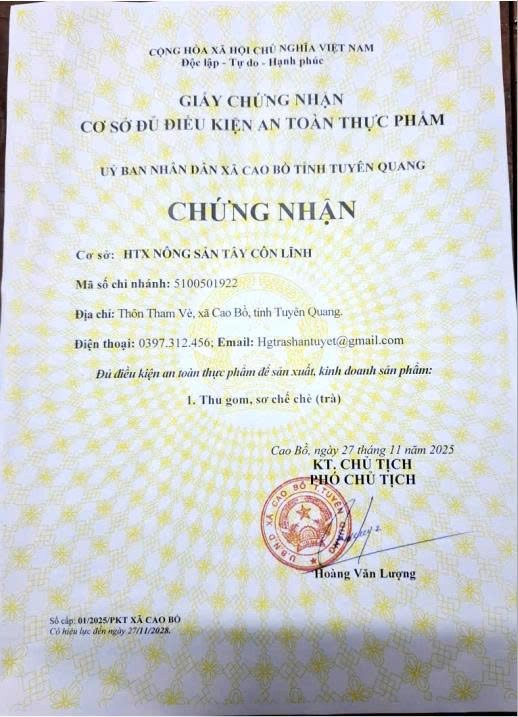 CỘNG HÒA XÃ HỘI CHỦ NGHĨA VIỆT NAM
Độc lập - Tự do - Hạnh phúc
GIẤY CHỨNG NHẬN
CƠ SỞ ĐỦ ĐIỀU KIỆN AN TOÀN THỰC PHẨM
UỶ BAN NHÂN DÂN XÃ CAO BỒ TỈNH TUYÊN QUANG
CHỨNG NHẬN
Cơ sở: HTX NÔNG SẢN TÂY CÔN LĨNH
Mã số chi nhánh: 5100501922
Địa chỉ: Thôn Tham Vè, xã Cao Bồ, tỉnh Tuyên Quang.
Điện thoại: 0397.312.456; Email: Hgtrashantuyet@gmail.com
Đủ điều kiện an toàn thực phẩm để sản xuất, kinh doanh sản phẩm:
1. Thu gom, sơ chế chè (trà)
Cao Bồ, ngày 27 tháng 11 năm 2025
KT. CHỦ TỊCH
PHÓ CHỦ TỊCH
U.B.N.D XÃ CAO BỒ T.TUYÊN QUANG
Hoàng Văn Lượng
Số cấp: 01/2025/PKT XÃ CAO BỒ
Có hiệu lực đến ngày 27/11/2028.